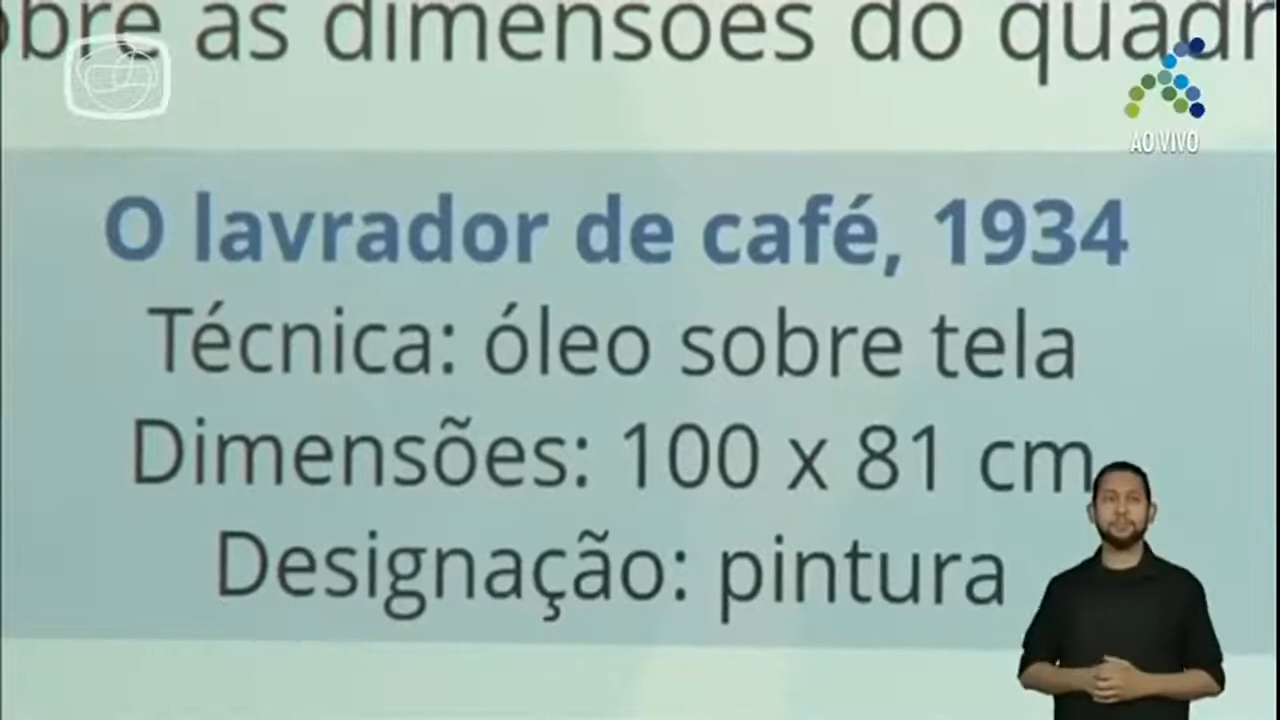 obre as dimensões do quadr
AO VIVO
O lavrador de café, 1934
Técnica: óleo sobre tela
Dimensões: 100 x 81 cm
Designação: pintura